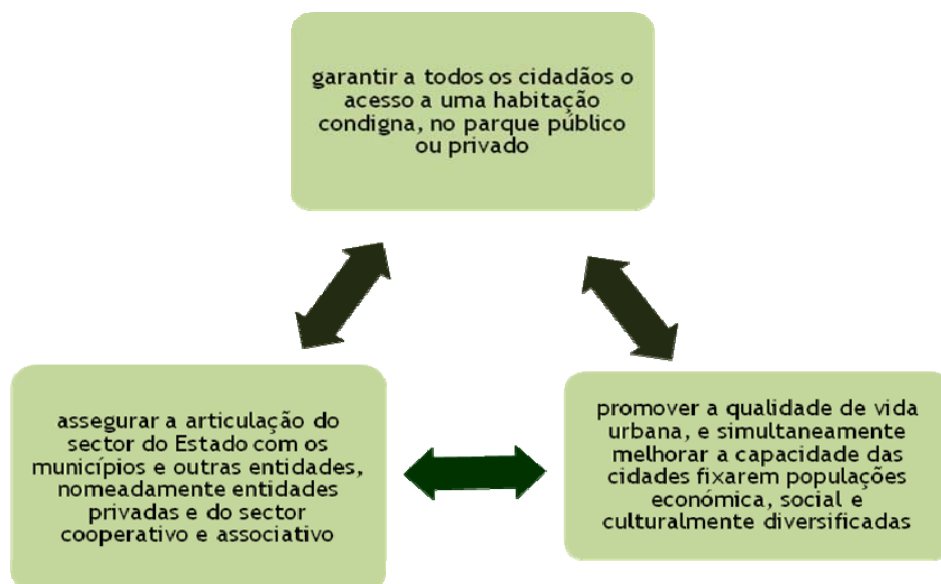 garantir a todos os cidadãos o
acesso a uma habitação
condigna, no parque público
ou privado
assegurar a articulação do
sector do Estado com os
municípios e outras entidades,
nomeadamente entidades
privadas e do sector
cooperativo e associativo
promover a qualidade de vida
urbana, e simultaneamente
melhorar a capacidade das
cidades fixarem populações
económica, social e
culturalmente diversificadas